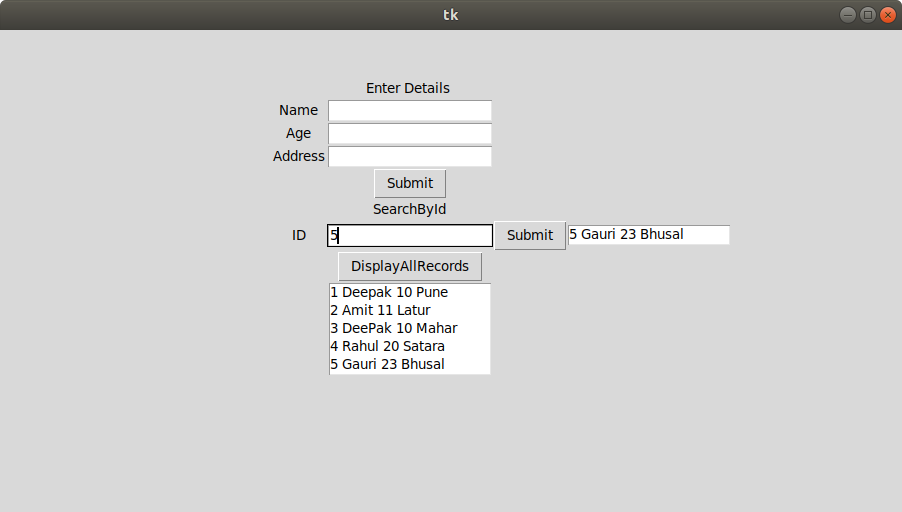 tk
Enter Details
Name
Age
Address
Submit
SearchById
ID 5 Submit 5 Gauri 23 Bhusal
DisplayAllRecords
1 Deepak 10 Pune
2 Amit 11 Latur
3 DeePak 10 Mahar
4 Rahul 20 Satara
5 Gauri 23 Bhusal